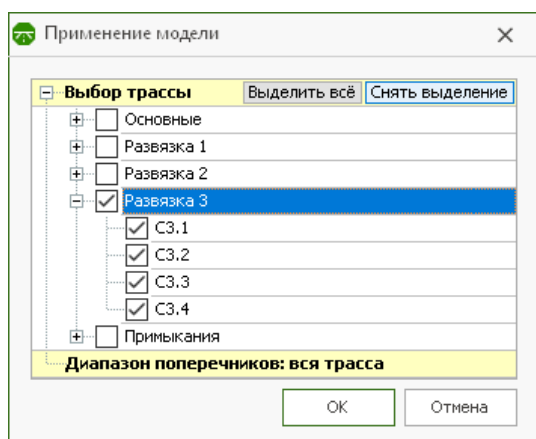 Применение модели
Выбор трассы Выделить всё Снять выделение
Основные
Развязка 1
Развязка 2
Развязка 3
С3.1
С3.2
С3.3
С3.4
Примыкания
Диапазон поперечников: вся трасса
ОК Отмена